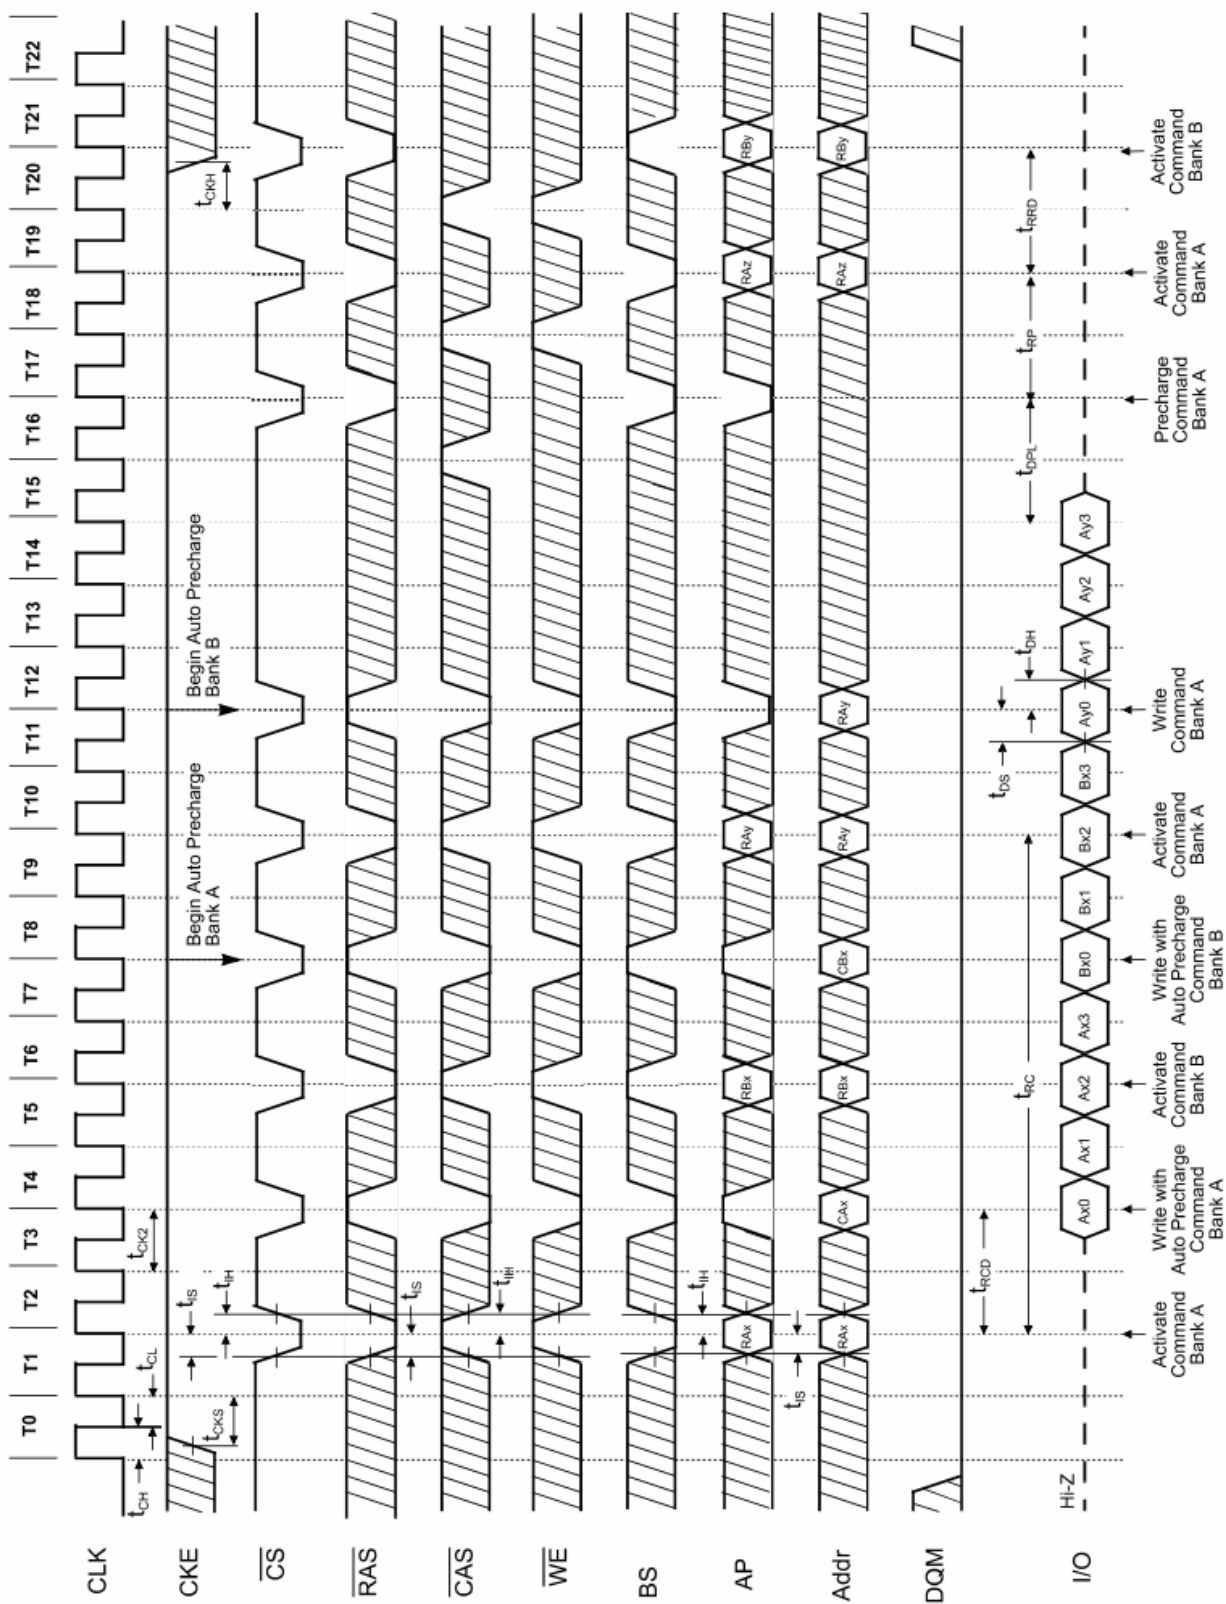 T0 T1 T2 T3 T4 T5 T6 T7 T8 T9 T10 T11 T12 T13 T14 T15 T16 T17 T18 T19 T20 T21 T22
CLK
tCH
tCL
tCK2
CKE
tCKS
tIS
tIH
Begin Auto Precharge
Bank A
Begin Auto Precharge
Bank B
tCKH
CS
RAS
tIS
CAS
tIH
WE
BS
tIH
AP
RAx
RBx
RAy
RAz
RBy
tIS
Addr
RAx
CAx
RBx
CBx
RAy
RAy
RAz
RBy
DQM
tRCD
tDS
tRC
tDH
tDPL
tRP
tRRD
I/O
Hi-Z
Ax0
Ax1
Ax2
Ax3
Bx0
Bx1
Bx2
Bx3
Ay0
Ay1
Ay2
Ay3
Activate
Command
Bank A
Write with
Auto Precharge
Command
Bank A
Activate
Command
Bank B
Write with
Auto Precharge
Command
Bank B
Activate
Command
Bank A
Write
Command
Bank A
Precharge
Command
Bank A
Activate
Command
Bank A
Activate
Command
Bank B